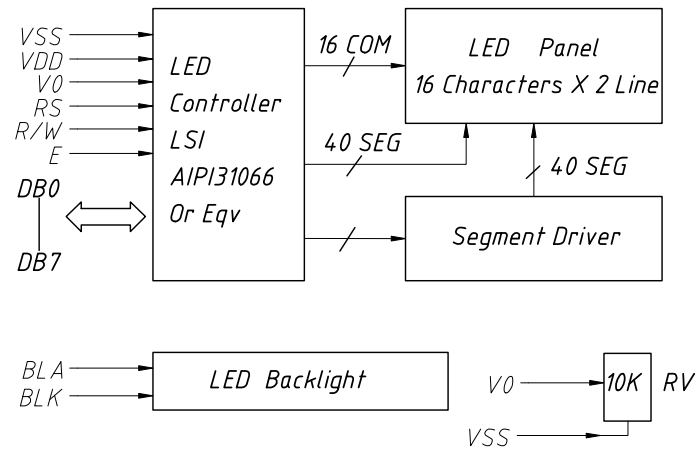 VSS
VDD
V0
RS
R/W
E
DB0
DB7
LED
Controller
LSI
AIPI31066
Or Eqv
16 COM
40 SEG
LED Panel
16 Characters X 2 Line
40 SEG
Segment Driver
BLA
BLK
LED Backlight
V0
10K
RV
VSS